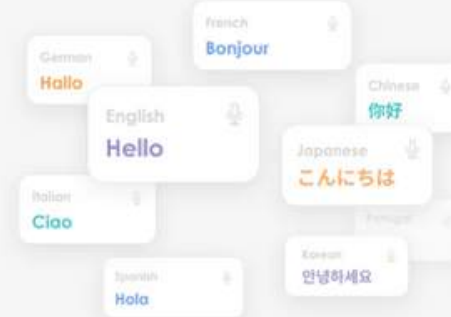 French
Bonjour
German
Hallo
Chinese
你好
English
Hello
Japanese
こんにちは
Italian
Ciao
Korean
안녕하세요
Spanish
Hola